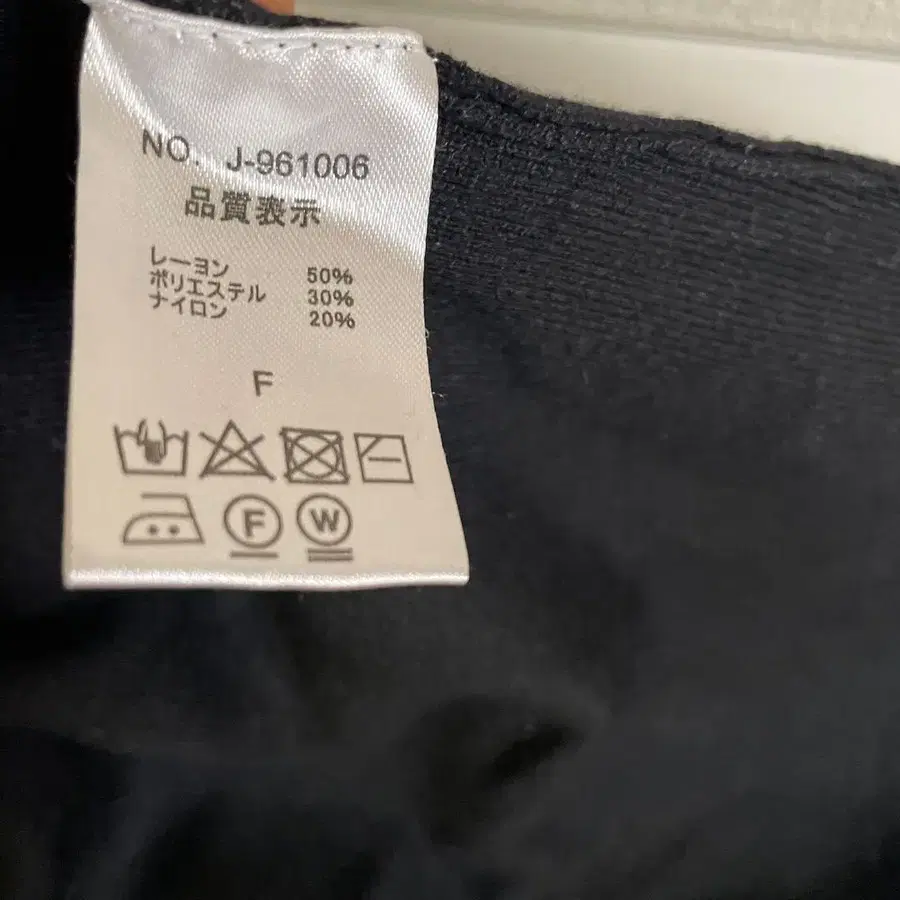 NO. J-961006
品質表示
レーヨン 50%
ポリエステル 30%
ナイロン 20%
F
F W